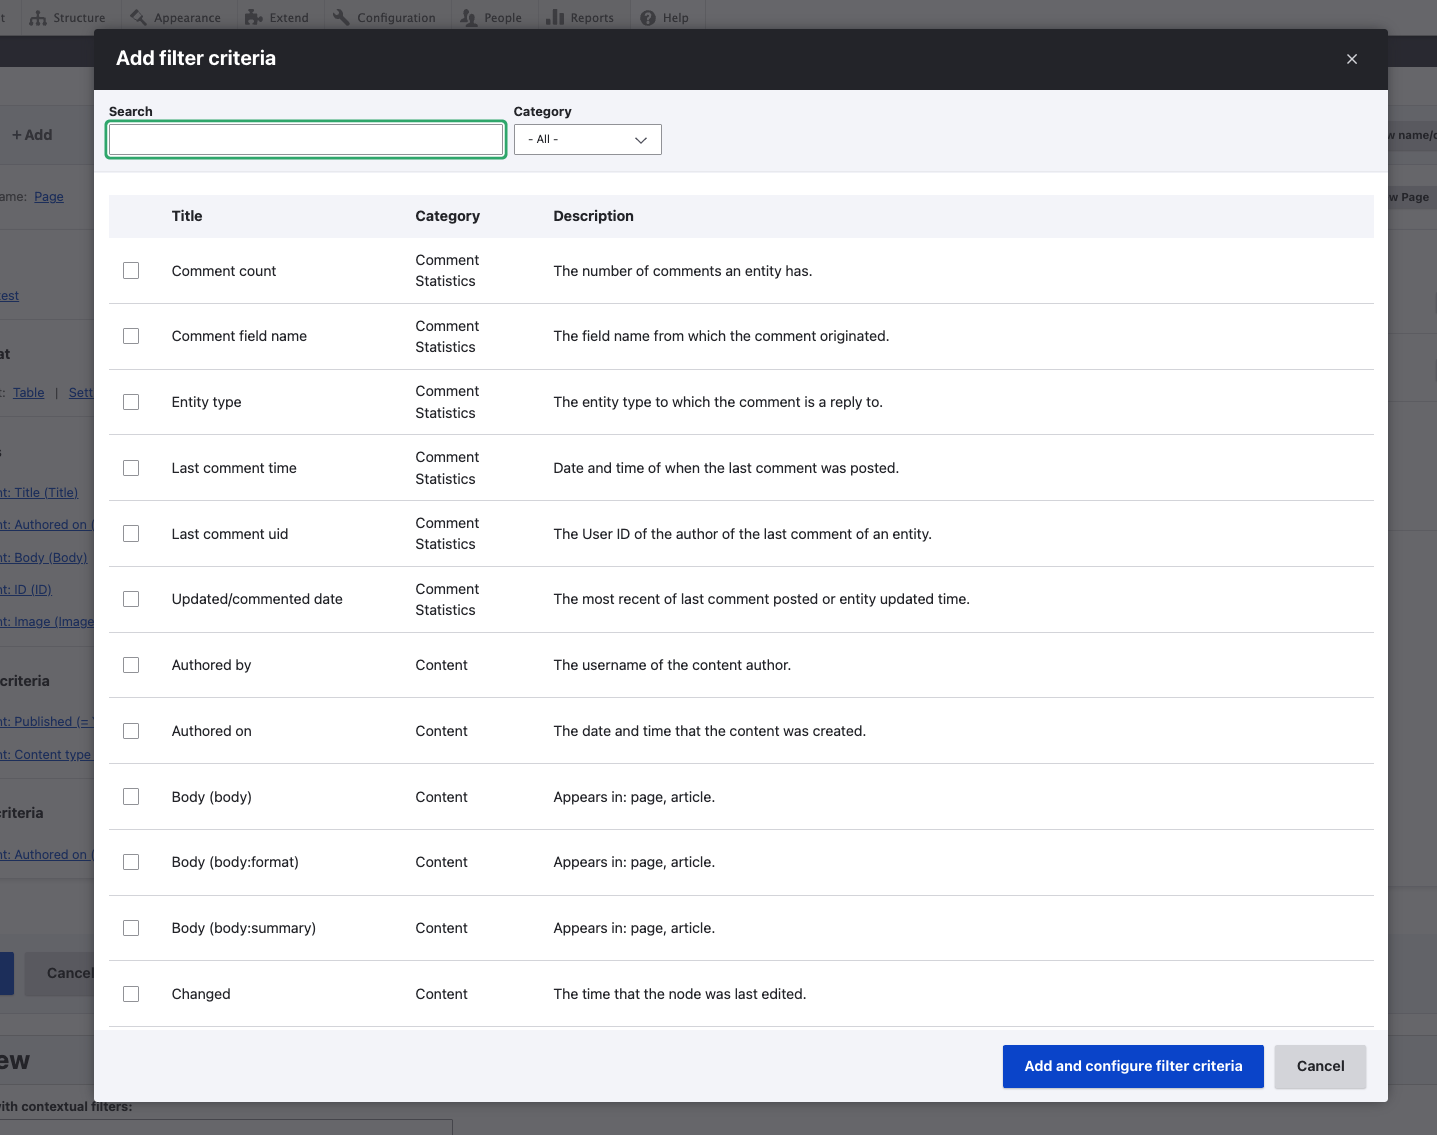 t Structure Appearance Extend Configuration People Reports Help
Add filter criteria
Search Category
- All -
+ Add
w name/d
ame: Page
w Page
Title Category Description
Comment count Comment Statistics The number of comments an entity has.
est
Comment field name Comment Statistics The field name from which the comment originated.
at
t: Table | Sett
Entity type Comment Statistics The entity type to which the comment is a reply to.
s
Last comment time Comment Statistics Date and time of when the last comment was posted.
nt: Title (Title)
nt: Authored on (
Last comment uid Comment Statistics The User ID of the author of the last comment of an entity.
nt: Body (Body)
nt: ID (ID)
Updated/commented date Comment Statistics The most recent of last comment posted or entity updated time.
nt: Image (Image
Authored by Content The username of the content author.
criteria
nt: Published (=
Authored on Content The date and time that the content was created.
nt: Content type
Body (body) Content Appears in: page, article.
criteria
nt: Authored on (
Body (body:format) Content Appears in: page, article.
Body (body:summary) Content Appears in: page, article.
Cancel
Changed Content The time that the node was last edited.
ew
Add and configure filter criteria Cancel
with contextual filters: